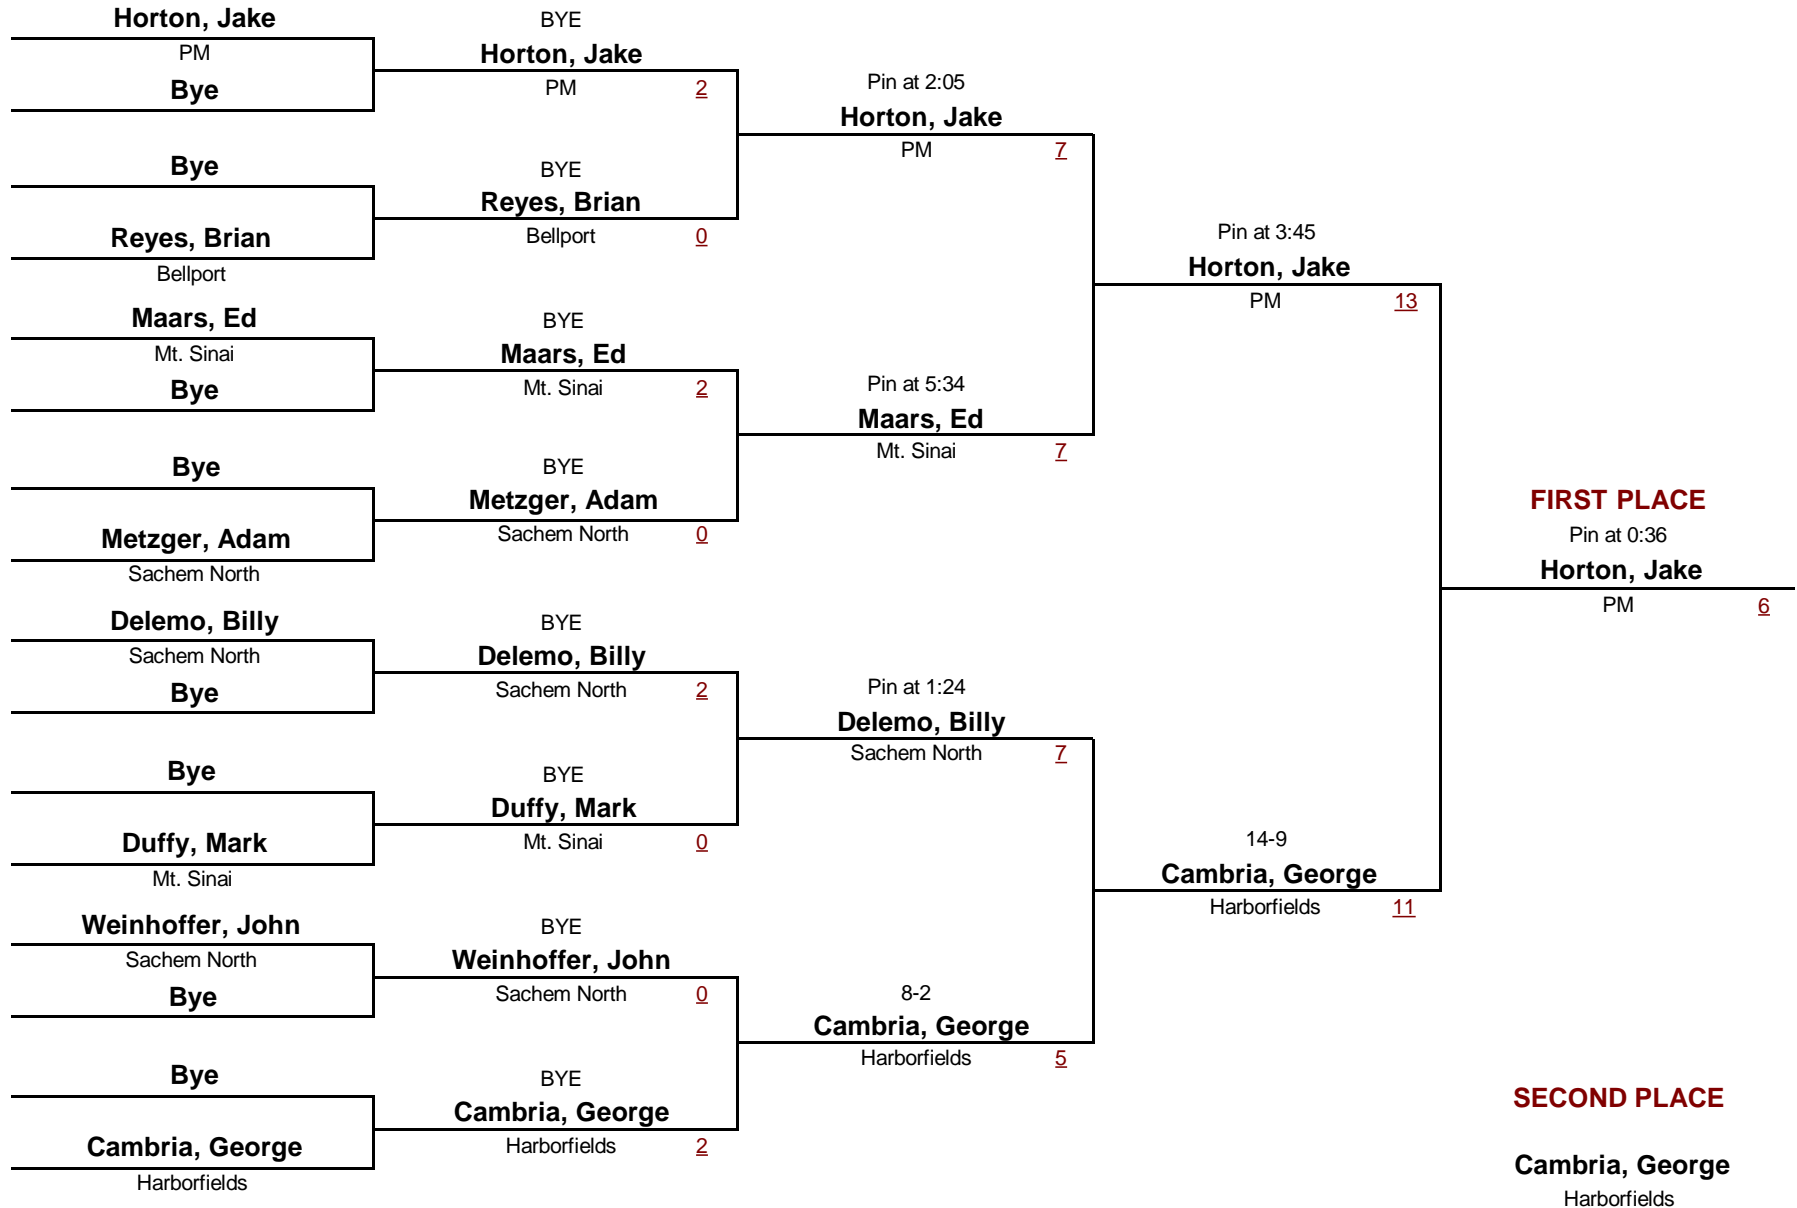 Horton, Jake
PM
Bye
Bye
Reyes, Brian
Bellport
Maars, Ed
Mt. Sinai
Bye
Bye
Metzger, Adam
Sachem North
Delemo, Billy
Sachem North
Bye
Bye
Duffy, Mark
Mt. Sinai
Weinhoffer, John
Sachem North
Bye
Bye
Cambria, George
Harborfields
BYE
Horton, Jake
PM 2
BYE
Reyes, Brian
Bellport 0
BYE
Maars, Ed
Mt. Sinai 2
BYE
Metzger, Adam
Sachem North 0
BYE
Delemo, Billy
Sachem North 2
BYE
Duffy, Mark
Mt. Sinai 0
BYE
Weinhoffer, John
Sachem North 0
BYE
Cambria, George
Harborfields 2
Pin at 2:05
Horton, Jake
PM 7
Pin at 5:34
Maars, Ed
Mt. Sinai 7
Pin at 1:24
Delemo, Billy
Sachem North 7
8-2
Cambria, George
Harborfields 5
Pin at 3:45
Horton, Jake
PM 13
14-9
Cambria, George
Harborfields 11
FIRST PLACE
Pin at 0:36
Horton, Jake
PM 6
SECOND PLACE
Cambria, George
Harborfields